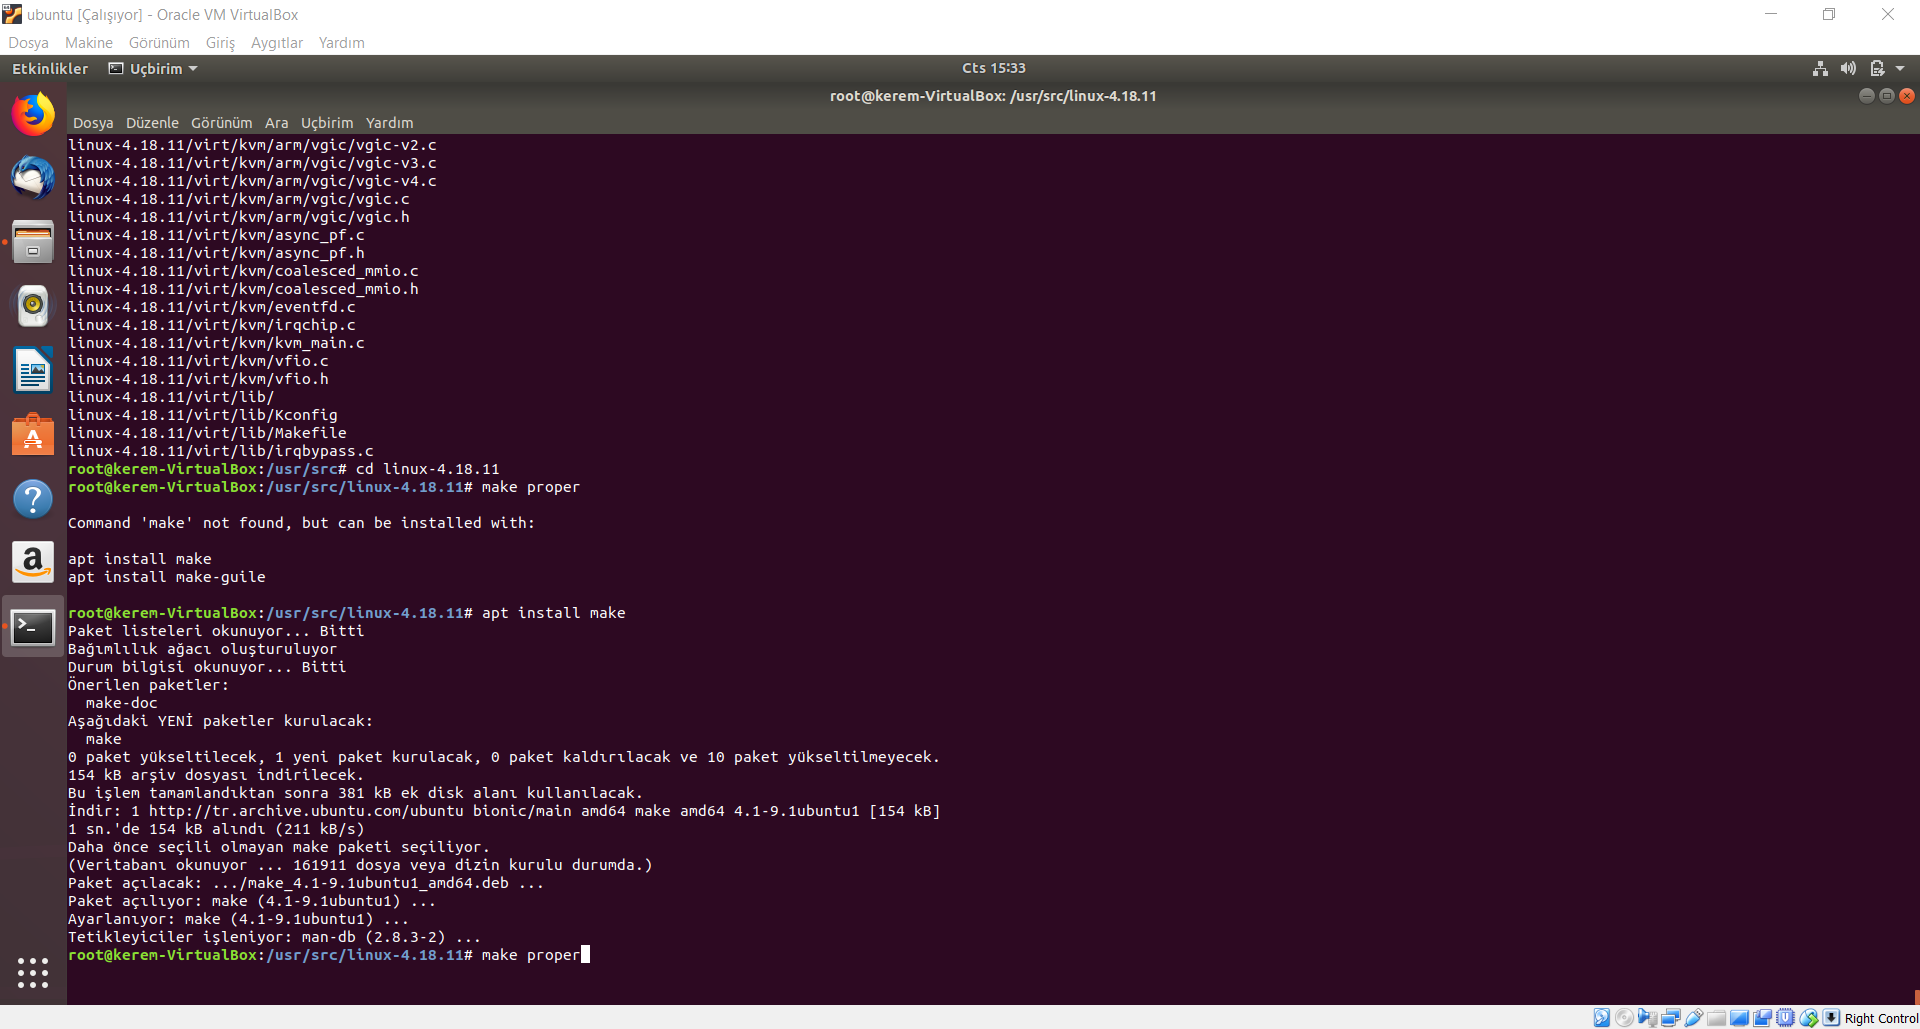 ubuntu [Çalışıyor] - Oracle VM VirtualBox
Dosya Makine Görünüm Giriş Aygıtlar Yardım
Etkinlikler Uçbirim Cts 15:33
root@kerem-VirtualBox: /usr/src/linux-4.18.11
Dosya Düzenle Görünüm Ara Uçbirim Yardım
linux-4.18.11/virt/kvm/arm/vgic/vgic-v2.c
linux-4.18.11/virt/kvm/arm/vgic/vgic-v3.c
linux-4.18.11/virt/kvm/arm/vgic/vgic-v4.c
linux-4.18.11/virt/kvm/arm/vgic/vgic.c
linux-4.18.11/virt/kvm/arm/vgic/vgic.h
linux-4.18.11/virt/kvm/async_pf.c
linux-4.18.11/virt/kvm/async_pf.h
linux-4.18.11/virt/kvm/coalesced_mmio.c
linux-4.18.11/virt/kvm/coalesced_mmio.h
linux-4.18.11/virt/kvm/eventfd.c
linux-4.18.11/virt/kvm/irqchip.c
linux-4.18.11/virt/kvm/kvm_main.c
linux-4.18.11/virt/kvm/vfio.c
linux-4.18.11/virt/kvm/vfio.h
linux-4.18.11/virt/lib/
linux-4.18.11/virt/lib/Kconfig
linux-4.18.11/virt/lib/Makefile
linux-4.18.11/virt/lib/irqbypass.c
root@kerem-VirtualBox:/usr/src# cd linux-4.18.11
root@kerem-VirtualBox:/usr/src/linux-4.18.11# make proper
Command 'make' not found, but can be installed with:
apt install make
apt install make-guile
root@kerem-VirtualBox:/usr/src/linux-4.18.11# apt install make
Paket listeleri okunuyor... Bitti
Bağımlılık ağacı oluşturuluyor
Durum bilgisi okunuyor... Bitti
Önerilen paketler:
make-doc
Aşağıdaki YENİ paketler kurulacak:
make
0 paket yükseltilecek, 1 yeni paket kurulacak, 0 paket kaldırılacak ve 10 paket yükseltilmeyecek.
154 kB arşiv dosyası indirilecek.
Bu işlem tamamlandıktan sonra 381 kB ek disk alanı kullanılacak.
İndir: 1 http://tr.archive.ubuntu.com/ubuntu bionic/main amd64 make amd64 4.1-9.1ubuntu1 [154 kB]
1 sn.'de 154 kB alındı (211 kB/s)
Daha önce seçili olmayan make paketi seçiliyor.
(Veritabanı okunuyor ... 161911 dosya veya dizin kurulu durumda.)
Paket açılacak: .../make_4.1-9.1ubuntu1_amd64.deb ...
Paket açılıyor: make (4.1-9.1ubuntu1) ...
Ayarlanıyor: make (4.1-9.1ubuntu1) ...
Tetikleyiciler işleniyor: man-db (2.8.3-2) ...
root@kerem-VirtualBox:/usr/src/linux-4.18.11# make proper
Right Control